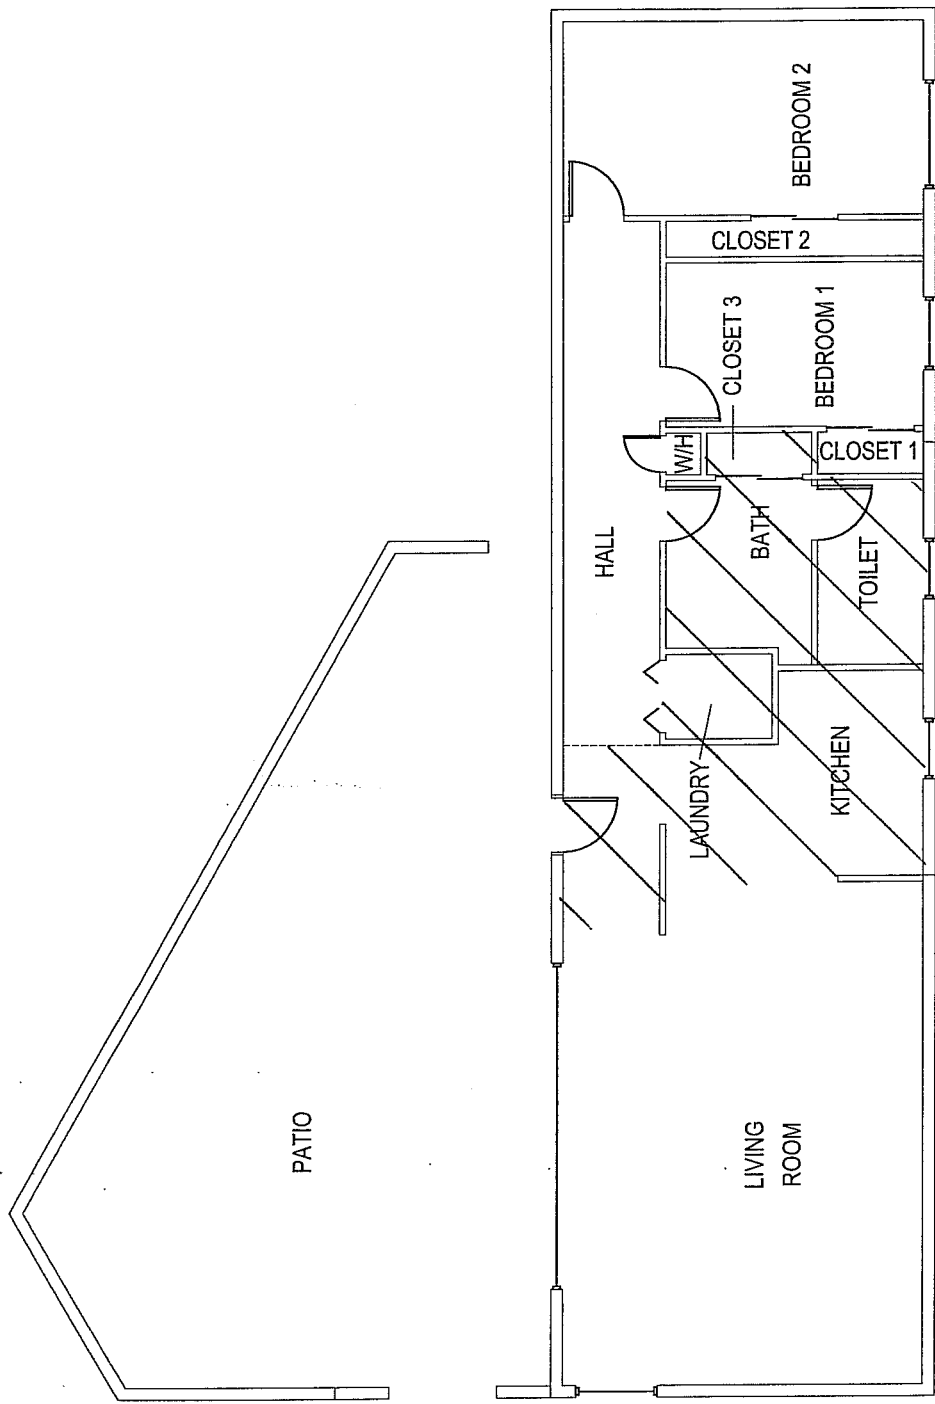 PATIO
LIVING
ROOM
KITCHEN
LAUNDRY
HALL
BATH
TOILET
W/H
CLOSET 3
CLOSET 1
BEDROOM 1
CLOSET 2
BEDROOM 2